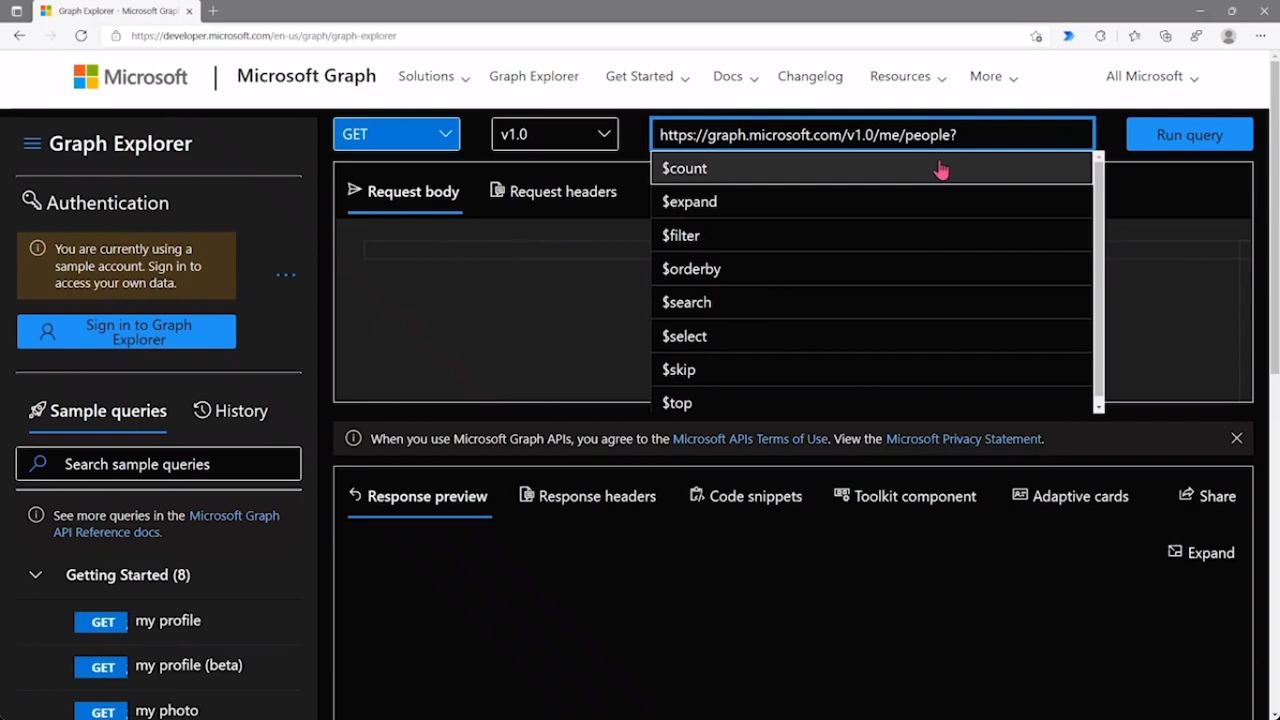 Graph Explorer - Microsoft Graph
https://developer.microsoft.com/en-us/graph/graph-explorer
Microsoft
Microsoft Graph
Solutions
Graph Explorer
Get Started
Docs
Changelog
Resources
More
All Microsoft
Graph Explorer
GET
v1.0
https://graph.microsoft.com/v1.0/me/people?
Run query
$count
$expand
$filter
$orderby
$search
$select
$skip
$top
Authentication
You are currently using a
sample account. Sign in to
access your own data.
...
Sign in to Graph
Explorer
Request body
Request headers
Sample queries
History
Search sample queries
See more queries in the Microsoft Graph
API Reference docs.
Getting Started (8)
GET my profile
GET my profile (beta)
GET my photo
When you use Microsoft Graph APIs, you agree to the Microsoft APIs Terms of Use. View the Microsoft Privacy Statement.
Response preview
Response headers
Code snippets
Toolkit component
Adaptive cards
Share
Expand